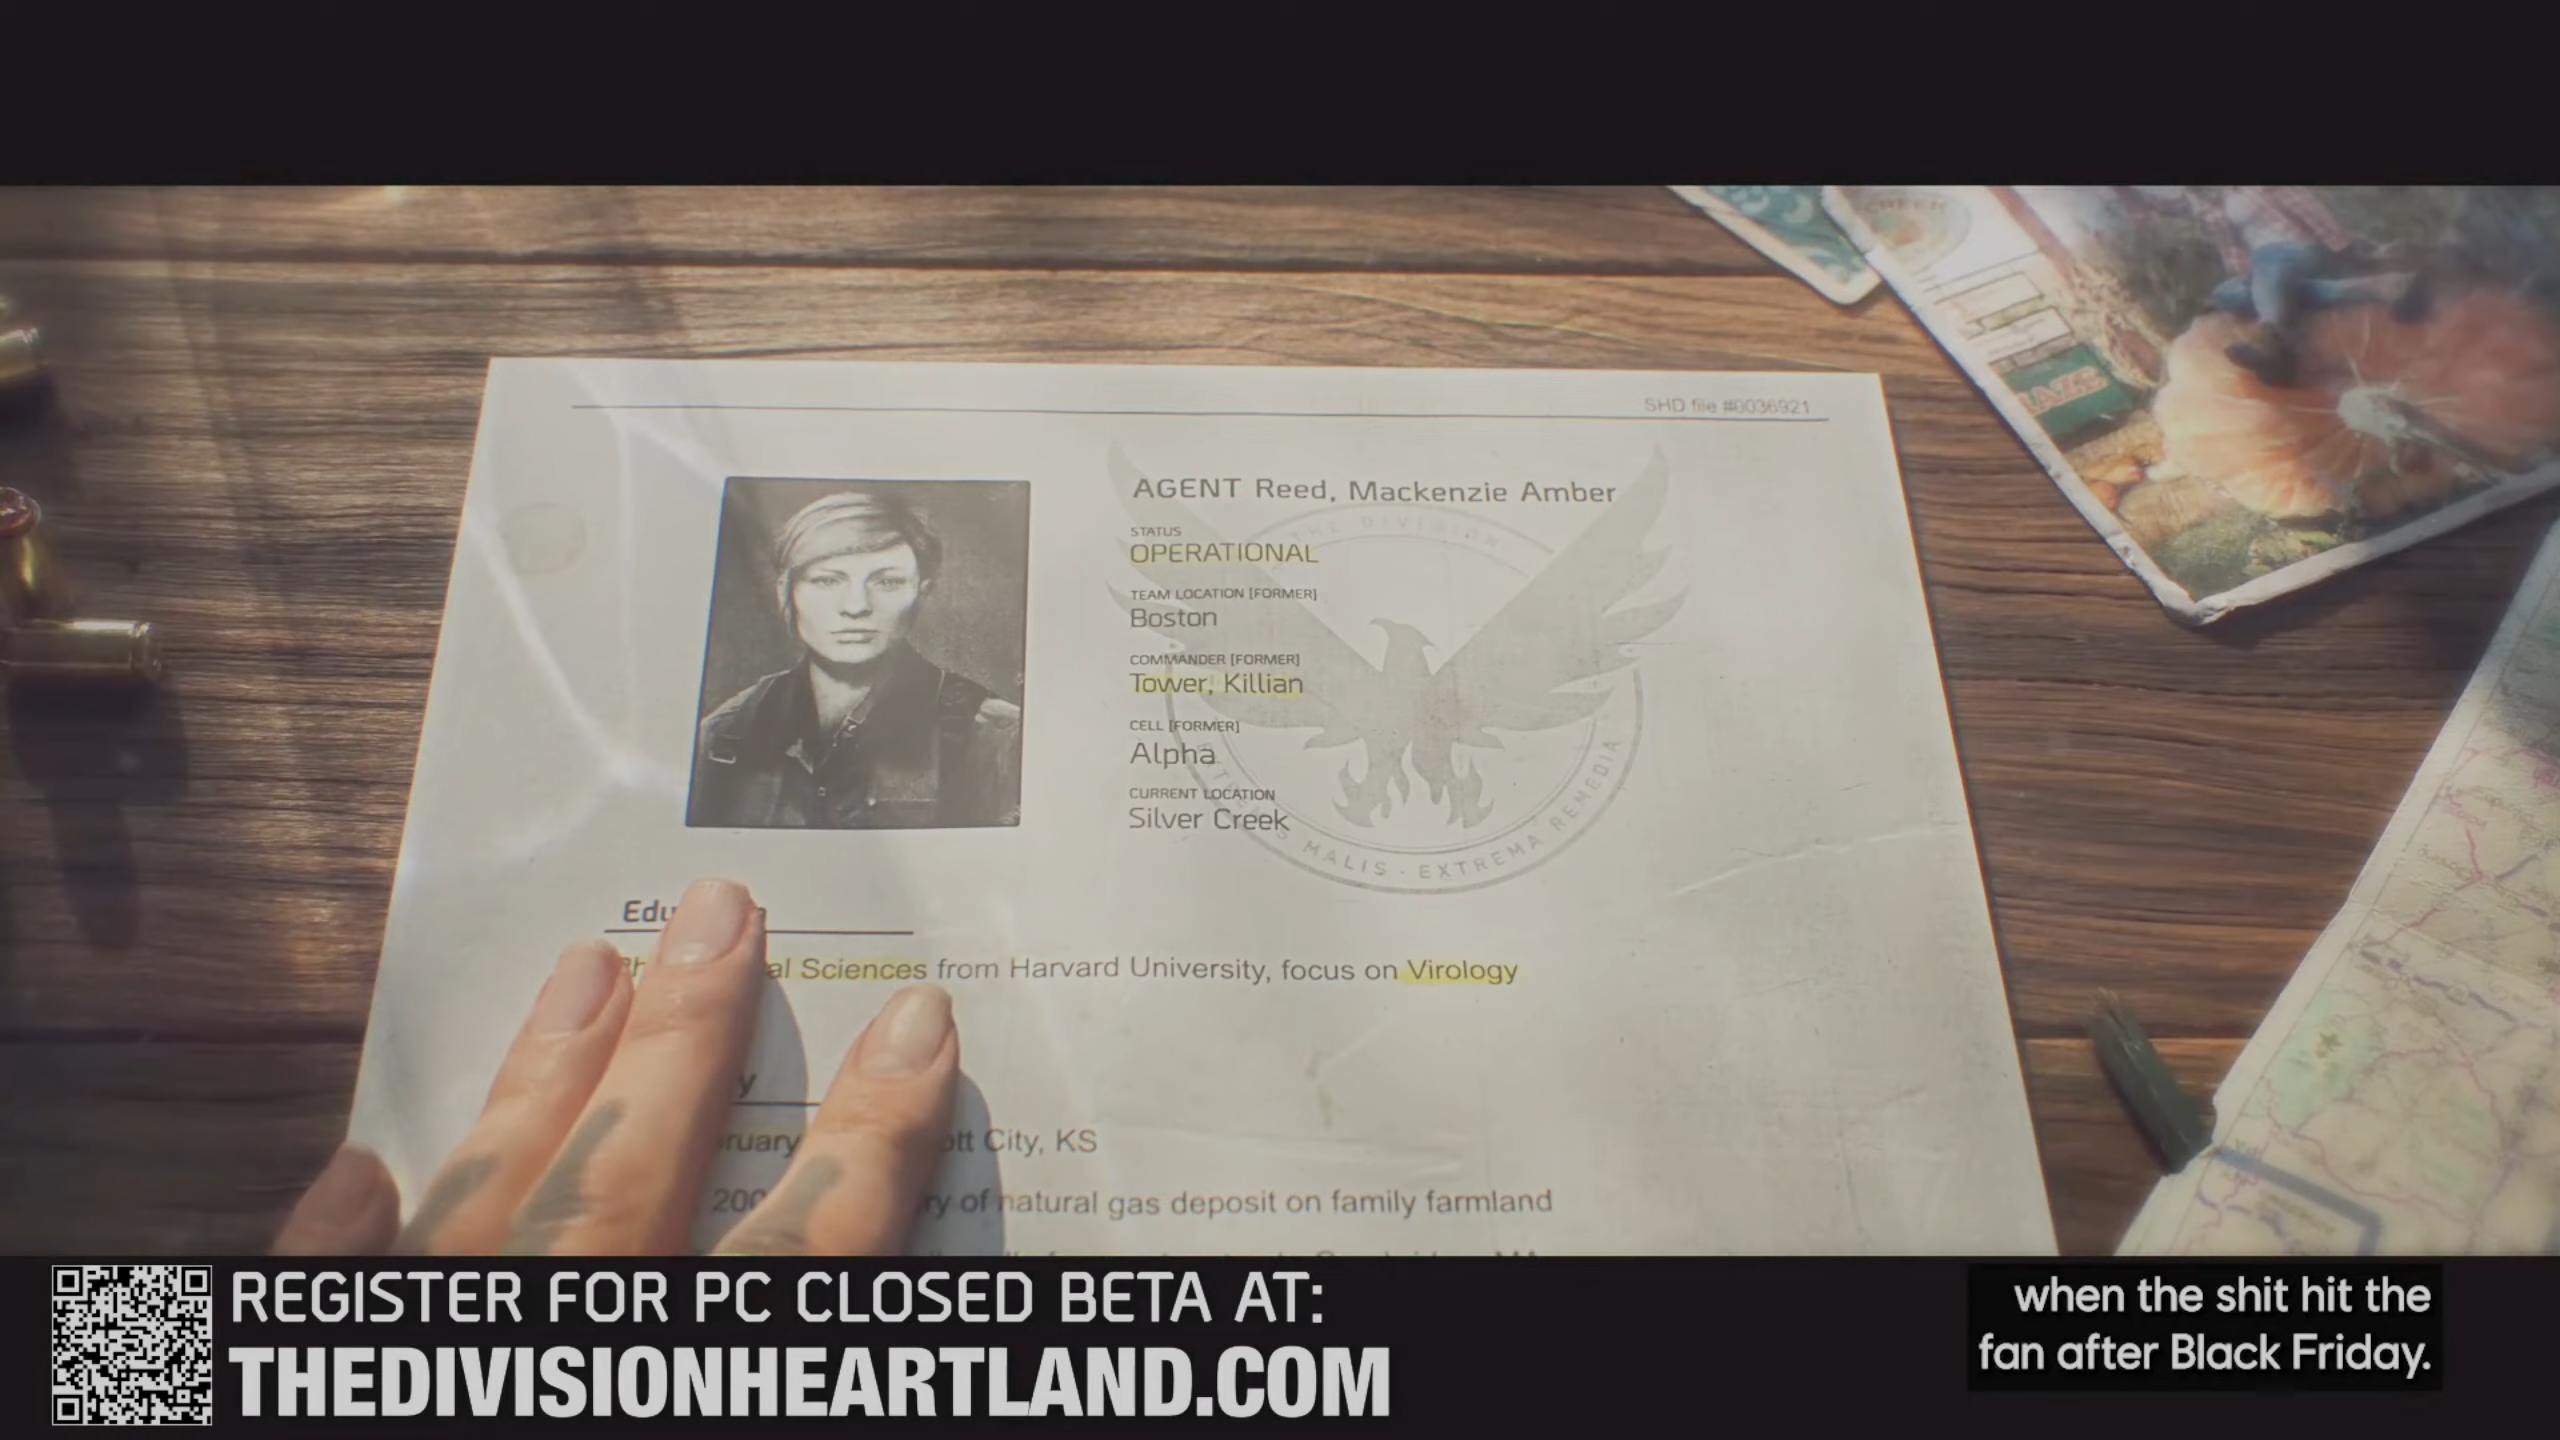 SHD file #0036921
AGENT Reed, Mackenzie Amber
STATUS
OPERATIONAL
THE DIVISION
TEAM LOCATION [FORMER]
Boston
COMMANDER [FORMER]
Tower, Killian
CELL [FORMER]
Alpha
CURRENT LOCATION
Silver Creek
MALIS - EXTREMA REMEDIA
al Sciences from Harvard University, focus on Virology
City, KS
of natural gas deposit on family farmland
REGISTER FOR PC CLOSED BETA AT:
THEDIVISIONHEARTLAND.COM
when the shit hit the
fan after Black Friday.